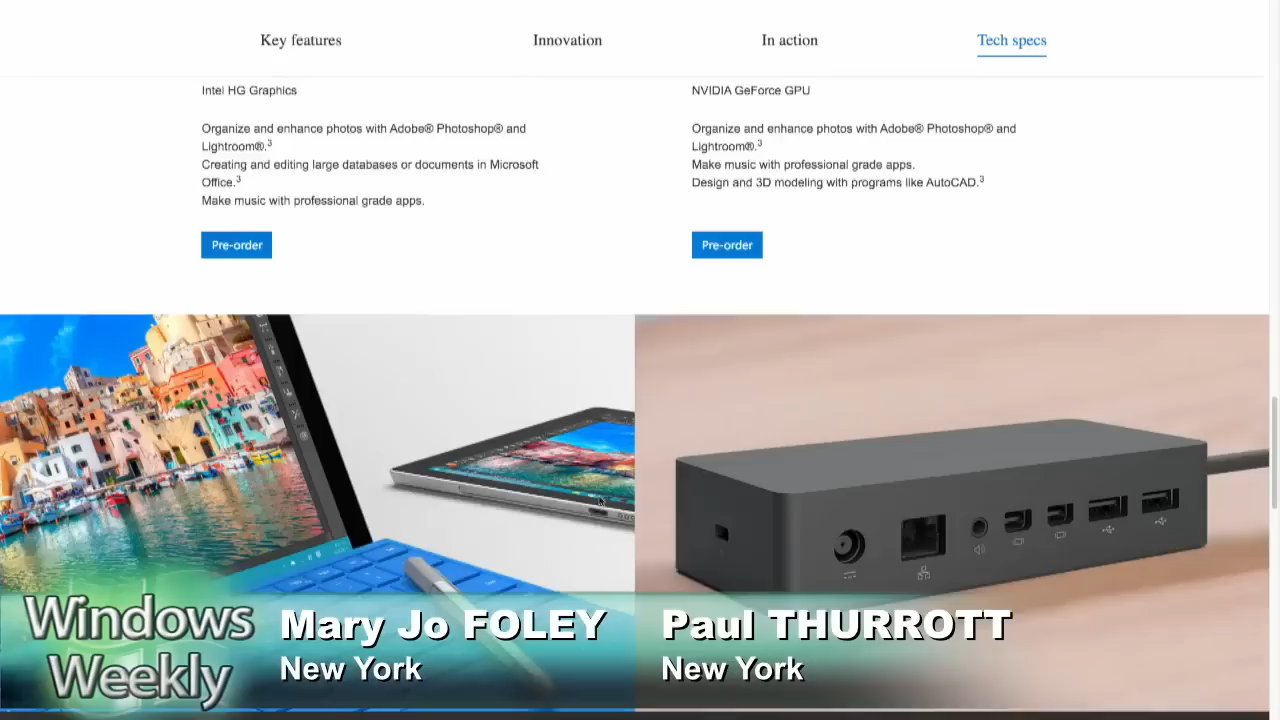 Key features
Innovation
In action
Tech specs
Intel HG Graphics
Organize and enhance photos with Adobe® Photoshop® and
Lightroom®.3
Creating and editing large databases or documents in Microsoft
Office.3
Make music with professional grade apps.
Pre-order
NVIDIA GeForce GPU
Organize and enhance photos with Adobe® Photoshop® and
Lightroom®.3
Make music with professional grade apps.
Design and 3D modeling with programs like AutoCAD.3
Pre-order
Windows
Weekly
Mary Jo FOLEY
New York
Paul THURROTT
New York